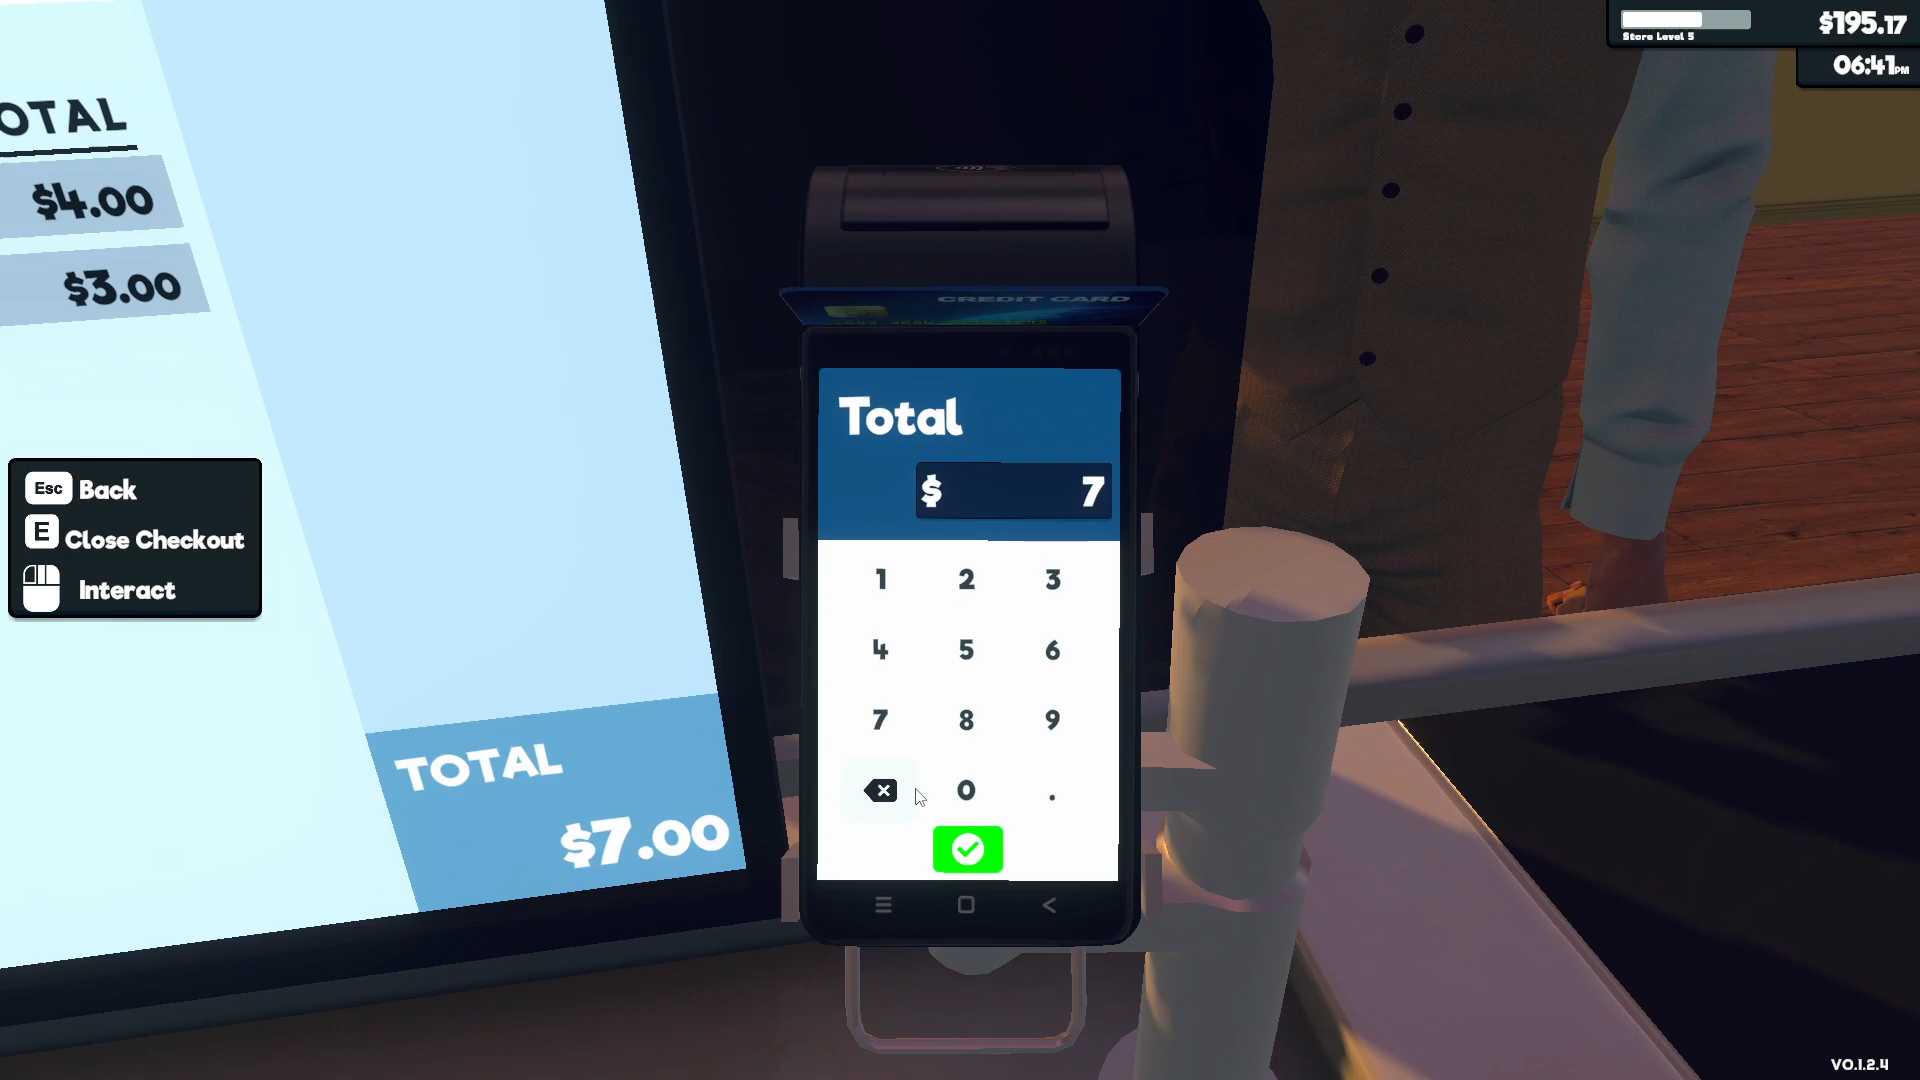 $195.17
Store Level 5
06:41PM
OTAL
$4.00
$3.00
CREDIT CARD
Total
$ 7
Esc Back
E Close Checkout
Interact
1 2 3
4 5 6
7 8 9
0 .
TOTAL
$7.00
V0.1.2.4